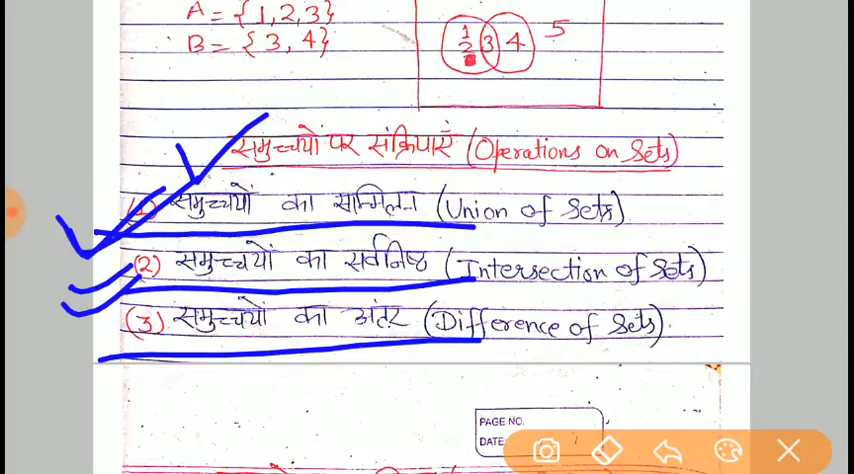 A = {1,2,3}
B = {3, 4}
1
2 3 4 5
समुच्चयों पर संक्रियाएं (Operations on Sets)
(1) समुच्चयों का सम्मिलन (Union of Sets)
(2) समुच्चयों का सर्वनिष्ठ (Intersection of Sets)
(3) समुच्चयों का अंतर (Difference of Sets).
PAGE NO.
DATE